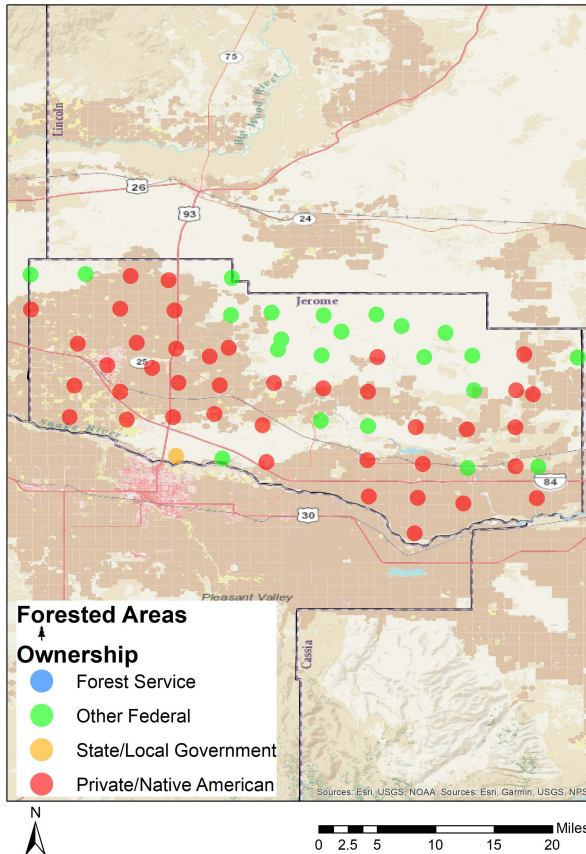 75
Big Wood River
Lincoln
26
93
24
Jerome
25
Snake River
84
30
Pleasant Valley
Cassia
Forested Areas
Ownership
Forest Service
Other Federal
State/Local Government
Private/Native American
Sources: Esri, USGS, NOAA, Sources: Esri, Garmin, USGS, NPS
N
Miles
0 2.5 5 10 15 20